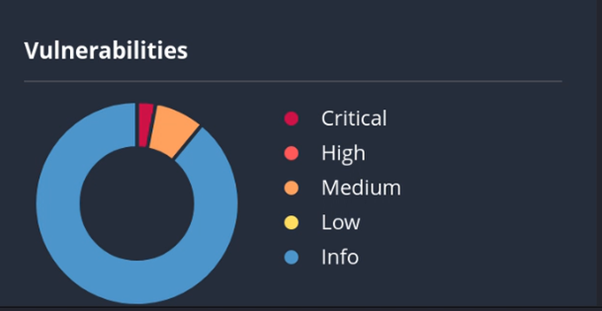 Vulnerabilities
Critical
High
Medium
Low
Info